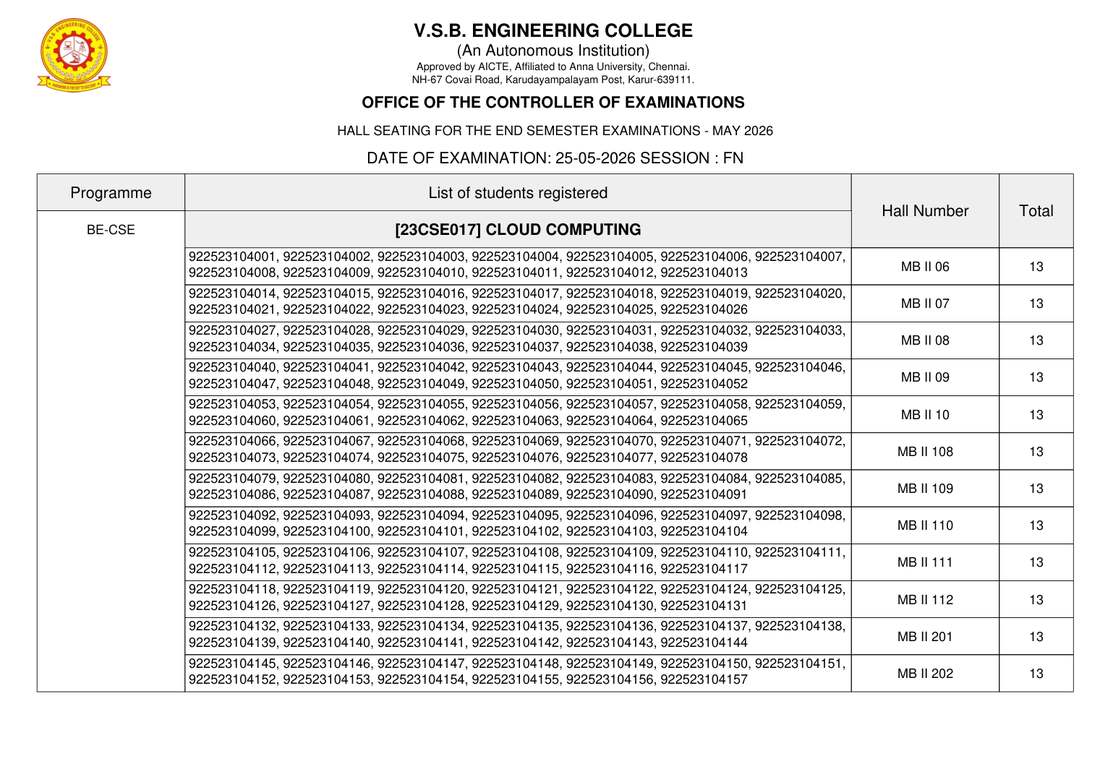 V.S.B. ENGINEERING COLLEGE
(An Autonomous Institution)
Approved by AICTE, Affiliated to Anna University, Chennai.
NH-67 Covai Road, Karudayampalayam Post, Karur-639111.
OFFICE OF THE CONTROLLER OF EXAMINATIONS
HALL SEATING FOR THE END SEMESTER EXAMINATIONS - MAY 2026
DATE OF EXAMINATION: 25-05-2026 SESSION : FN
Programme List of students registered Hall Number Total
BE-CSE [23CSE017] CLOUD COMPUTING
922523104001, 922523104002, 922523104003, 922523104004, 922523104005, 922523104006, 922523104007,
922523104008, 922523104009, 922523104010, 922523104011, 922523104012, 922523104013
MB II 06 13
922523104014, 922523104015, 922523104016, 922523104017, 922523104018, 922523104019, 922523104020,
922523104021, 922523104022, 922523104023, 922523104024, 922523104025, 922523104026
MB II 07 13
922523104027, 922523104028, 922523104029, 922523104030, 922523104031, 922523104032, 922523104033,
922523104034, 922523104035, 922523104036, 922523104037, 922523104038, 922523104039
MB II 08 13
922523104040, 922523104041, 922523104042, 922523104043, 922523104044, 922523104045, 922523104046,
922523104047, 922523104048, 922523104049, 922523104050, 922523104051, 922523104052
MB II 09 13
922523104053, 922523104054, 922523104055, 922523104056, 922523104057, 922523104058, 922523104059,
922523104060, 922523104061, 922523104062, 922523104063, 922523104064, 922523104065
MB II 10 13
922523104066, 922523104067, 922523104068, 922523104069, 922523104070, 922523104071, 922523104072,
922523104073, 922523104074, 922523104075, 922523104076, 922523104077, 922523104078
MB II 108 13
922523104079, 922523104080, 922523104081, 922523104082, 922523104083, 922523104084, 922523104085,
922523104086, 922523104087, 922523104088, 922523104089, 922523104090, 922523104091
MB II 109 13
922523104092, 922523104093, 922523104094, 922523104095, 922523104096, 922523104097, 922523104098,
922523104099, 922523104100, 922523104101, 922523104102, 922523104103, 922523104104
MB II 110 13
922523104105, 922523104106, 922523104107, 922523104108, 922523104109, 922523104110, 922523104111,
922523104112, 922523104113, 922523104114, 922523104115, 922523104116, 922523104117
MB II 111 13
922523104118, 922523104119, 922523104120, 922523104121, 922523104122, 922523104124, 922523104125,
922523104126, 922523104127, 922523104128, 922523104129, 922523104130, 922523104131
MB II 112 13
922523104132, 922523104133, 922523104134, 922523104135, 922523104136, 922523104137, 922523104138,
922523104139, 922523104140, 922523104141, 922523104142, 922523104143, 922523104144
MB II 201 13
922523104145, 922523104146, 922523104147, 922523104148, 922523104149, 922523104150, 922523104151,
922523104152, 922523104153, 922523104154, 922523104155, 922523104156, 922523104157
MB II 202 13